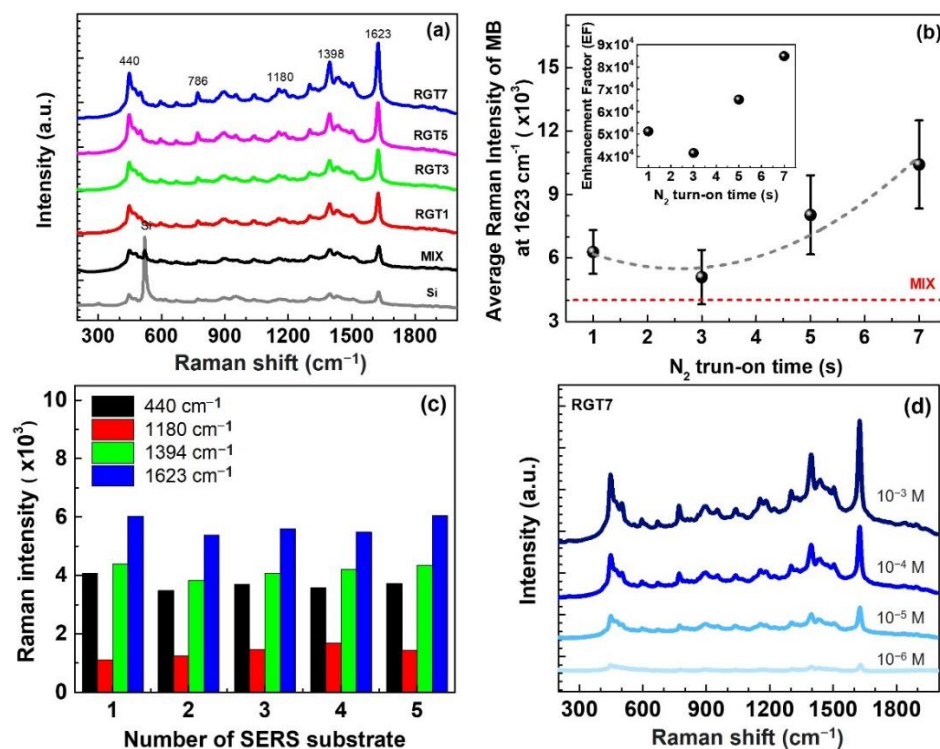 (a)
440
786
1180
1398
1623
RGT7
RGT5
RGT3
RGT1
MIX
Si
Si
Intensity (a.u.)
300 600 900 1200 1500 1800
Raman shift (cm⁻¹)
(b)
Average Raman Intensity of MB
at 1623 cm⁻¹ ( x10³)
15
12
9
6
3
Enhancement Factor (EF)
9x10⁴
8x10⁴
7x10⁴
6x10⁴
5x10⁴
4x10⁴
0 1 2 3 4 5 6 7
N₂ turn-on time (s)
MIX
1 2 3 4 5 6 7
N₂ trun-on time (s)
(c)
440 cm⁻¹
1180 cm⁻¹
1394 cm⁻¹
1623 cm⁻¹
Raman intensity ( x10³)
10
8
6
4
2
0
1 2 3 4 5
Number of SERS substrate
(d)
RGT7
10⁻³ M
10⁻⁴ M
10⁻⁵ M
10⁻⁶ M
Intensity (a.u.)
300 600 900 1200 1500 1800
Raman shift (cm⁻¹)